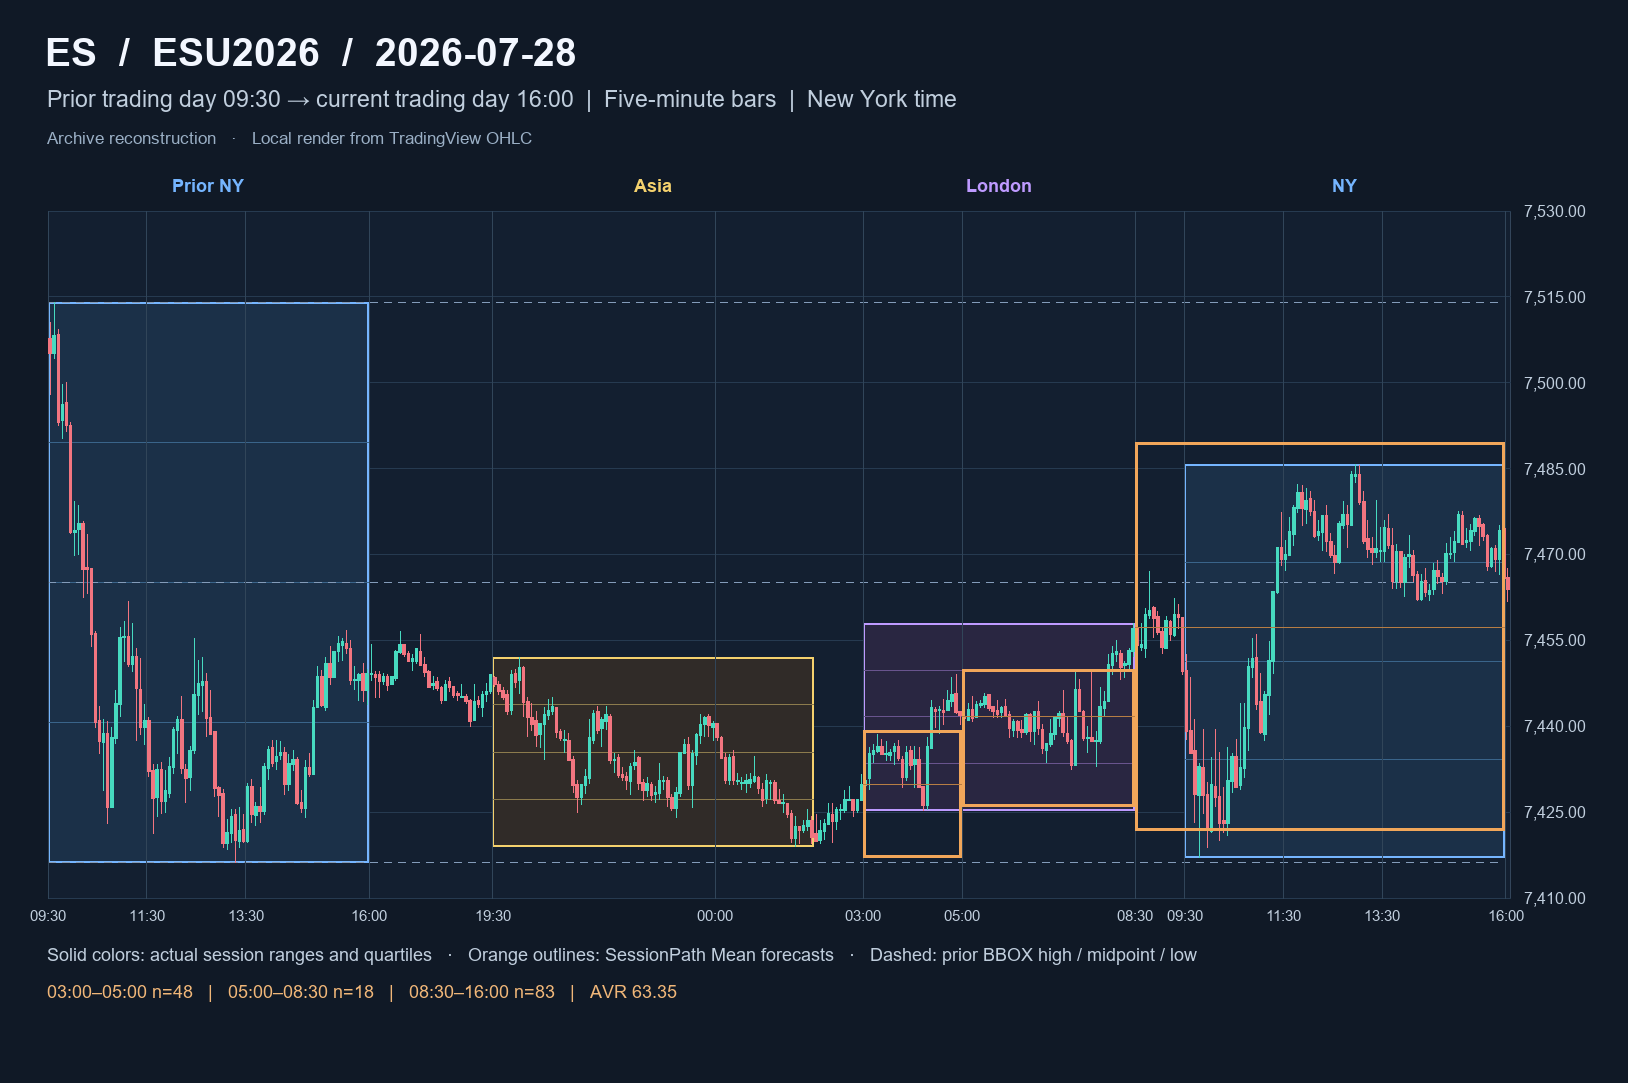 ES / ESU2026 / 2026-07-28
Prior trading day 09:30 → current trading day 16:00 | Five-minute bars | New York time
Archive reconstruction · Local render from TradingView OHLC
Prior NY Asia London NY
7,530.00
7,515.00
7,500.00
7,485.00
7,470.00
7,455.00
7,440.00
7,425.00
7,410.00
09:30 11:30 13:30 16:00 19:30 00:00 03:00 05:00 08:30 09:30 11:30 13:30 16:00
Solid colors: actual session ranges and quartiles · Orange outlines: SessionPath Mean forecasts · Dashed: prior BBOX high / midpoint / low
03:00–05:00 n=48 | 05:00–08:30 n=18 | 08:30–16:00 n=83 | AVR 63.35